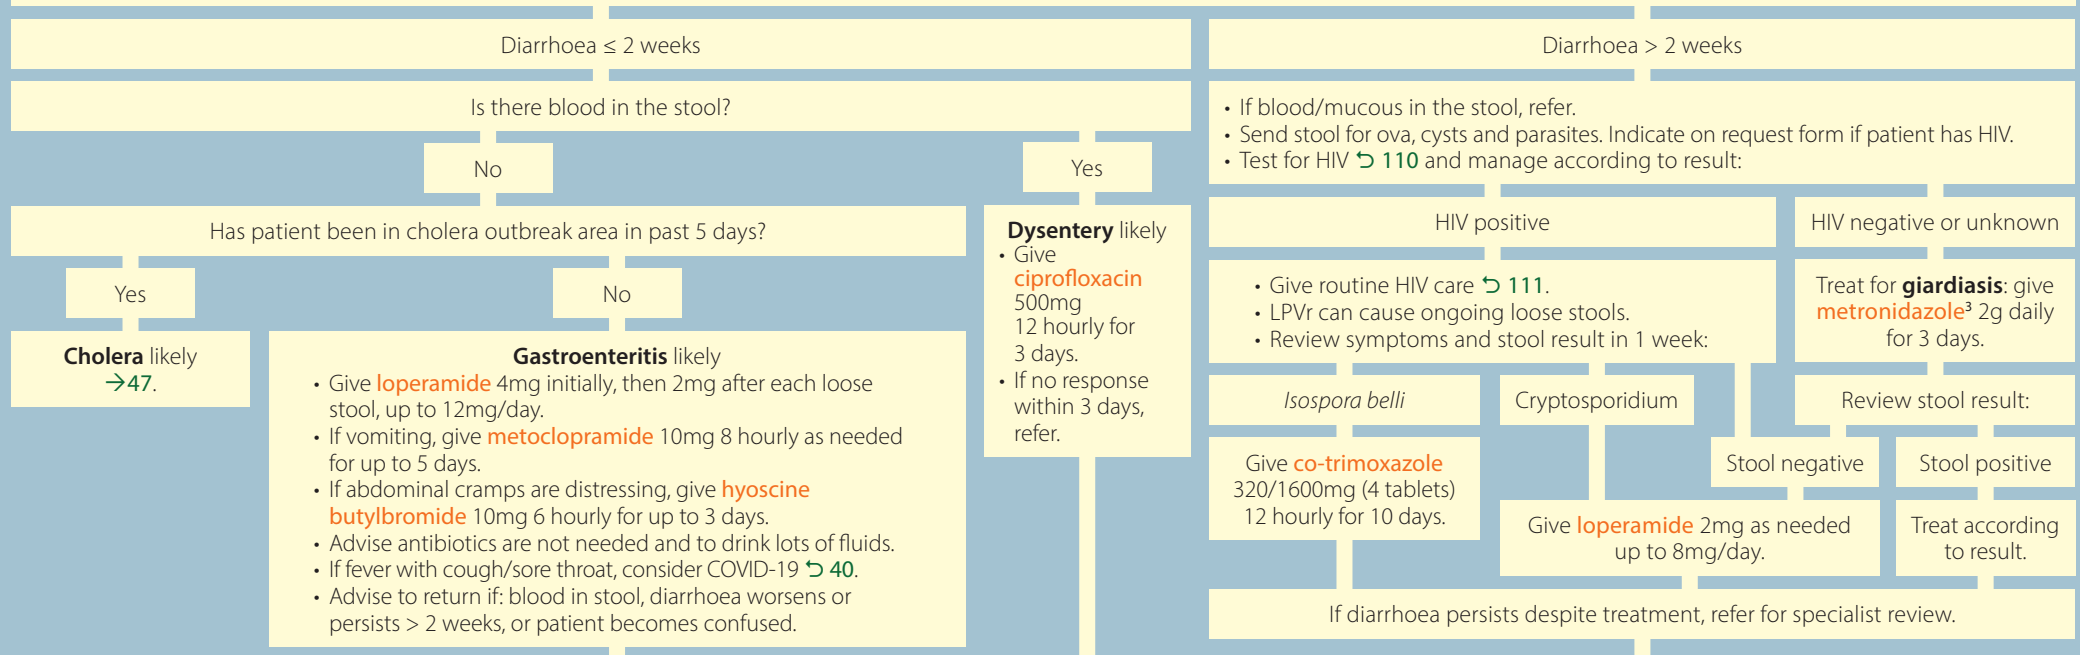 Diarrhoea ≤ 2 weeks
Is there blood in the stool?
No
Yes
Has patient been in cholera outbreak area in past 5 days?
Yes
No
Cholera likely
→47.
Gastroenteritis likely
• Give loperamide 4mg initially, then 2mg after each loose
stool, up to 12mg/day.
• If vomiting, give metoclopramide 10mg 8 hourly as needed
for up to 5 days.
• If abdominal cramps are distressing, give hyoscine
butylbromide 10mg 6 hourly for up to 3 days.
• Advise antibiotics are not needed and to drink lots of fluids.
• If fever with cough/sore throat, consider COVID-19 ⮌ 40.
• Advise to return if: blood in stool, diarrhoea worsens or
persists > 2 weeks, or patient becomes confused.
Dysentery likely
• Give
ciprofloxacin
500mg
12 hourly for
3 days.
• If no response
within 3 days,
refer.
Diarrhoea > 2 weeks
• If blood/mucous in the stool, refer.
• Send stool for ova, cysts and parasites. Indicate on request form if patient has HIV.
• Test for HIV ⮌ 110 and manage according to result:
HIV positive
• Give routine HIV care ⮌ 111.
• LPVr can cause ongoing loose stools.
• Review symptoms and stool result in 1 week:
HIV negative or unknown
Treat for giardiasis: give
metronidazole³ 2g daily
for 3 days.
Isospora belli
Cryptosporidium
Review stool result:
Give co-trimoxazole
320/1600mg (4 tablets)
12 hourly for 10 days.
Stool negative
Stool positive
Give loperamide 2mg as needed
up to 8mg/day.
Treat according
to result.
If diarrhoea persists despite treatment, refer for specialist review.